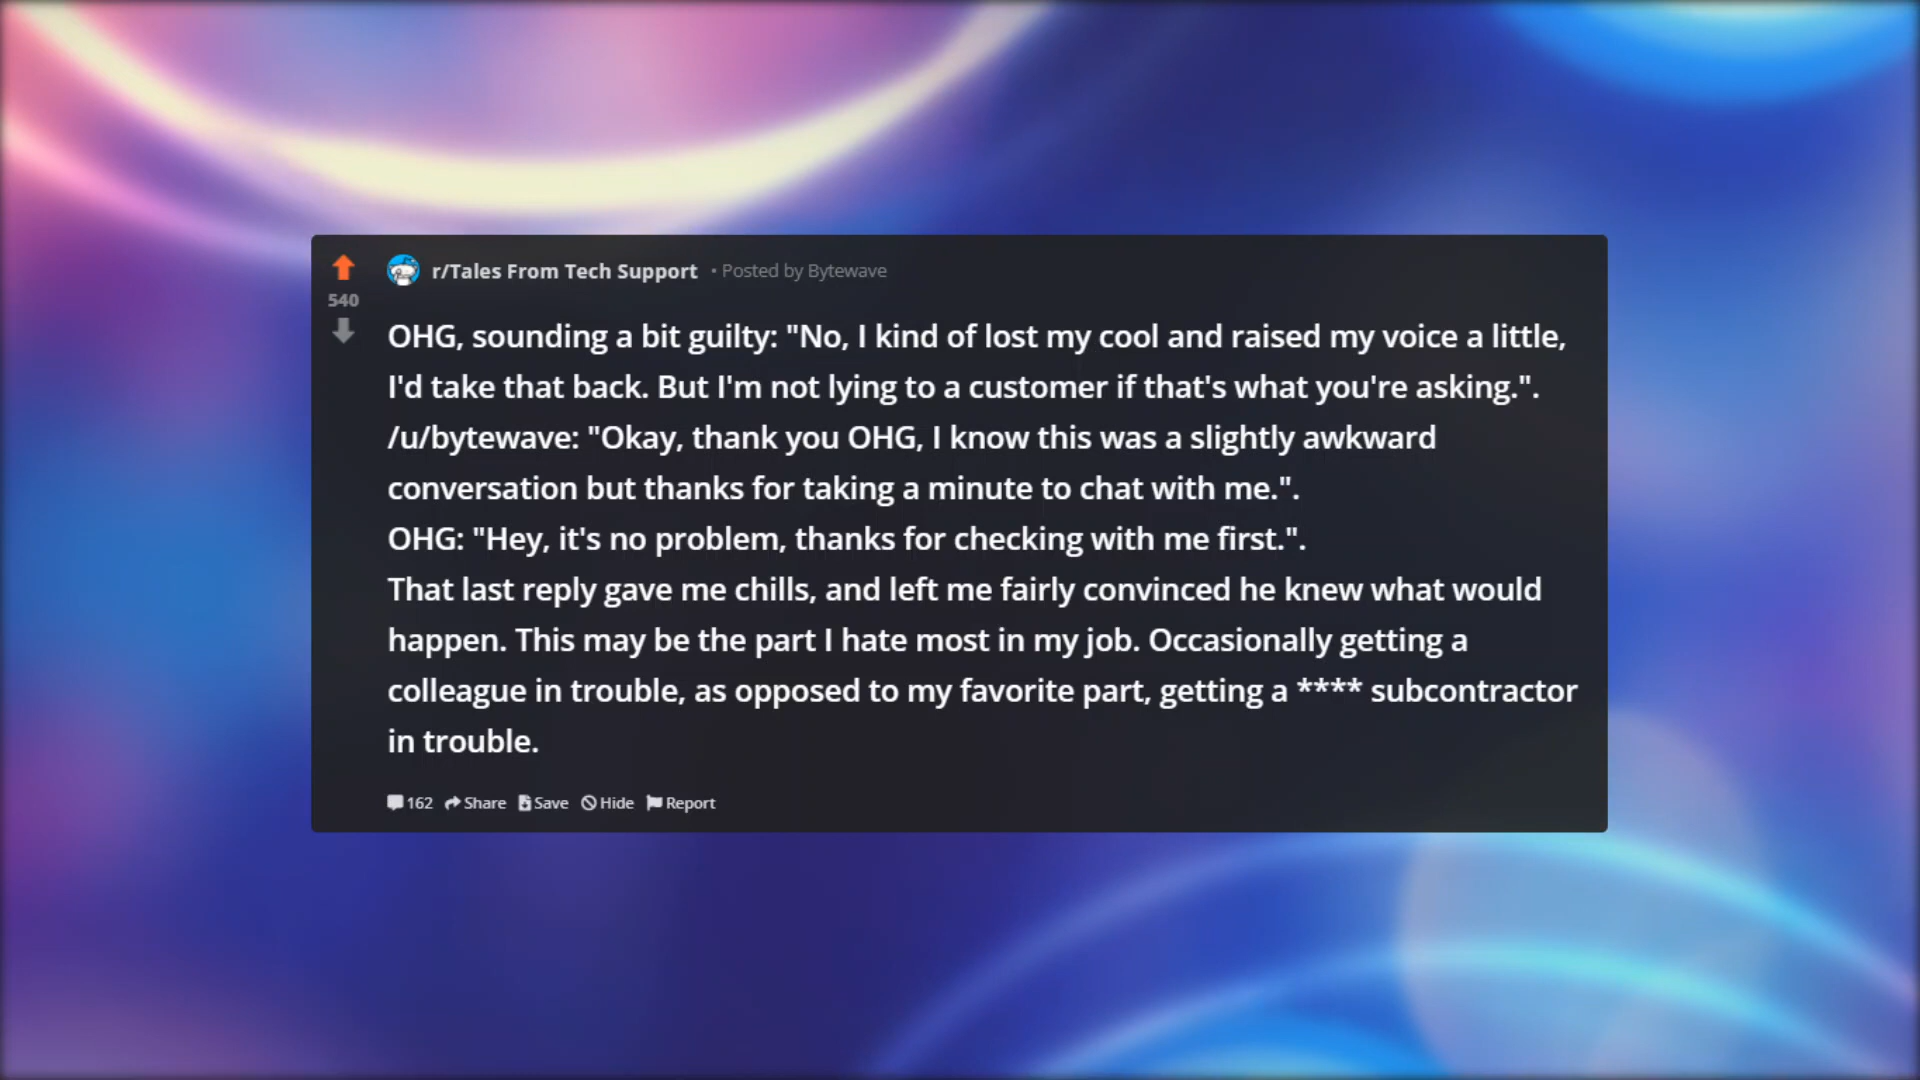 r/Tales From Tech Support • Posted by Bytewave
540
OHG, sounding a bit guilty: "No, I kind of lost my cool and raised my voice a little,
I'd take that back. But I'm not lying to a customer if that's what you're asking.".
/u/bytewave: "Okay, thank you OHG, I know this was a slightly awkward
conversation but thanks for taking a minute to chat with me.".
OHG: "Hey, it's no problem, thanks for checking with me first.".
That last reply gave me chills, and left me fairly convinced he knew what would
happen. This may be the part I hate most in my job. Occasionally getting a
colleague in trouble, as opposed to my favorite part, getting a **** subcontractor
in trouble.
162 Share Save Hide Report